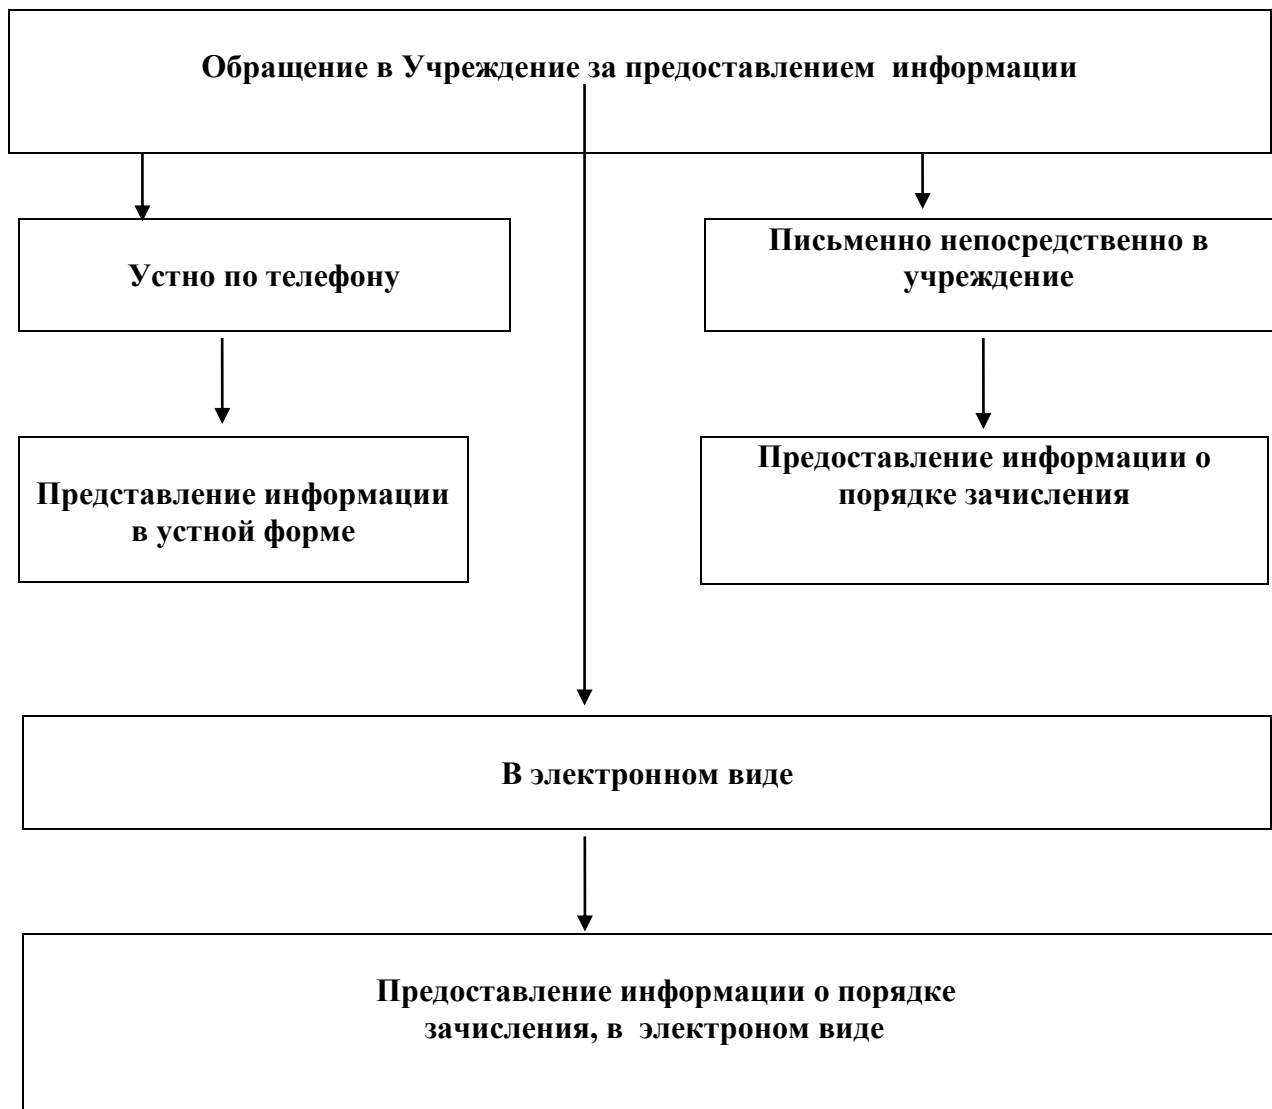 Обращение в Учреждение за предоставлением  информации
Устно по телефону
Письменно непосредственно в
учреждение
Представление информации
в устной форме
Предоставление информации о
порядке зачисления
В электронном виде
Предоставление информации о порядке
зачисления, в  электроном виде